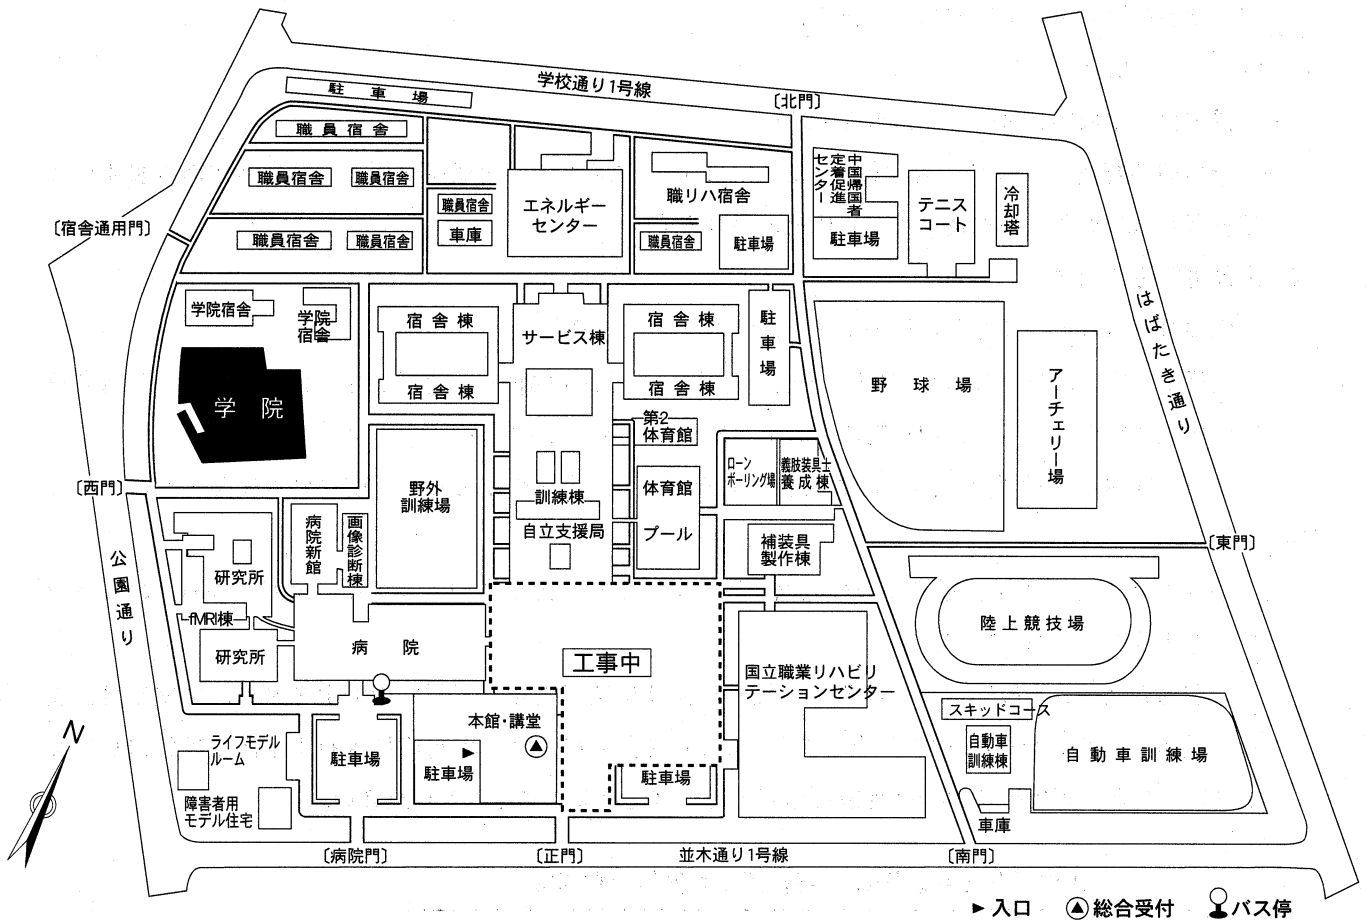 学校通り1号線
〔北門〕
駐車場
職員宿舎
職員宿舎
職員宿舎
職員宿舎
職員宿舎
〔宿舎通用門〕
職員宿舎
車庫
エネルギー
センター
職リハ宿舎
職員宿舎
駐車場
中国帰国者
定着促進
センター
駐車場
テニス
コート
冷却塔
はばたき通り
学院宿舎
学院
宿舎
学院
宿舎棟
宿舎棟
サービス棟
宿舎棟
宿舎棟
駐車場
野球場
アーチェリー場
第2
体育館
ローン
ボーリング場
義肢装具士
養成棟
〔西門〕
野外
訓練場
訓練棟
自立支援局
体育館
プール
補装具
製作棟
〔東門〕
公園通り
病院新館
画像診断棟
研究所
fMRI棟
研究所
病院
工事中
国立職業リハビリ
テーションセンター
陸上競技場
スキッドコース
自動車
訓練棟
自動車訓練場
車庫
N
ライフモデル
ルーム
障害者用
モデル住宅
駐車場
本館・講堂
駐車場
駐車場
〔病院門〕
〔正門〕
並木通り1号線
〔南門〕
入口
総合受付
バス停